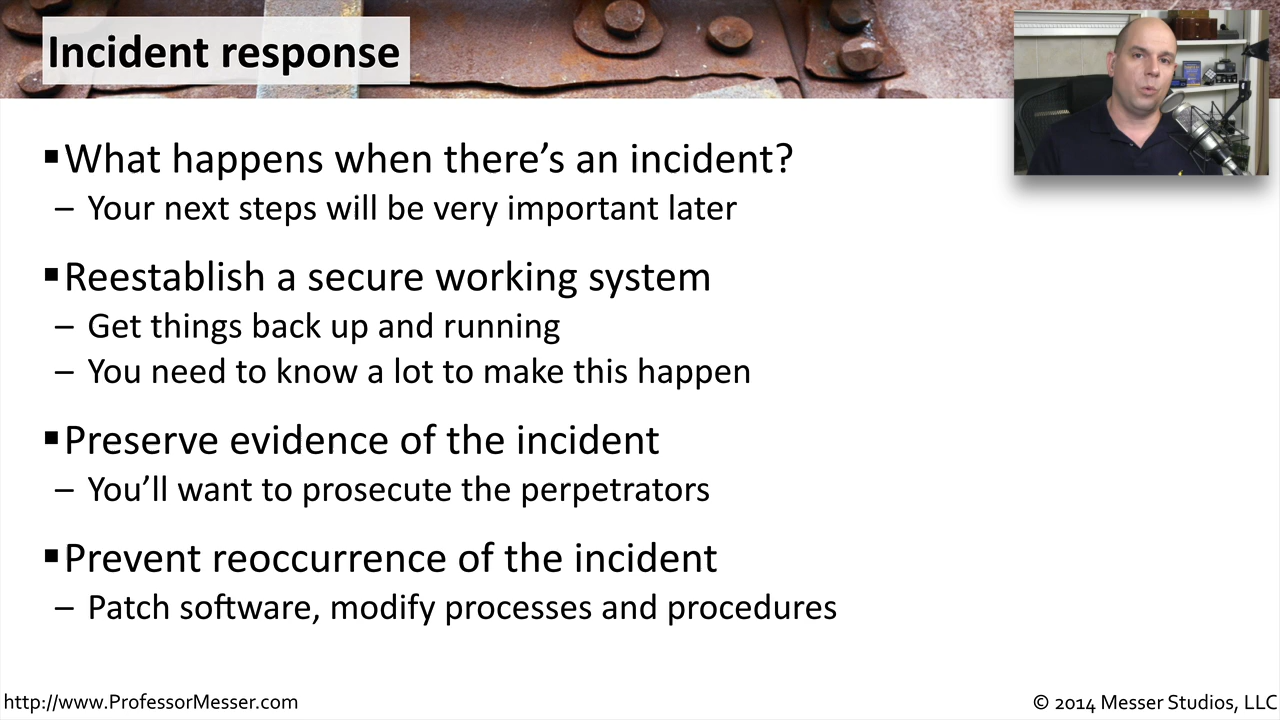 Incident response
▪What happens when there’s an incident?
– Your next steps will be very important later
▪Reestablish a secure working system
– Get things back up and running
– You need to know a lot to make this happen
▪Preserve evidence of the incident
– You’ll want to prosecute the perpetrators
▪Prevent reoccurrence of the incident
– Patch software, modify processes and procedures
http://www.ProfessorMesser.com
© 2014 Messer Studios, LLC